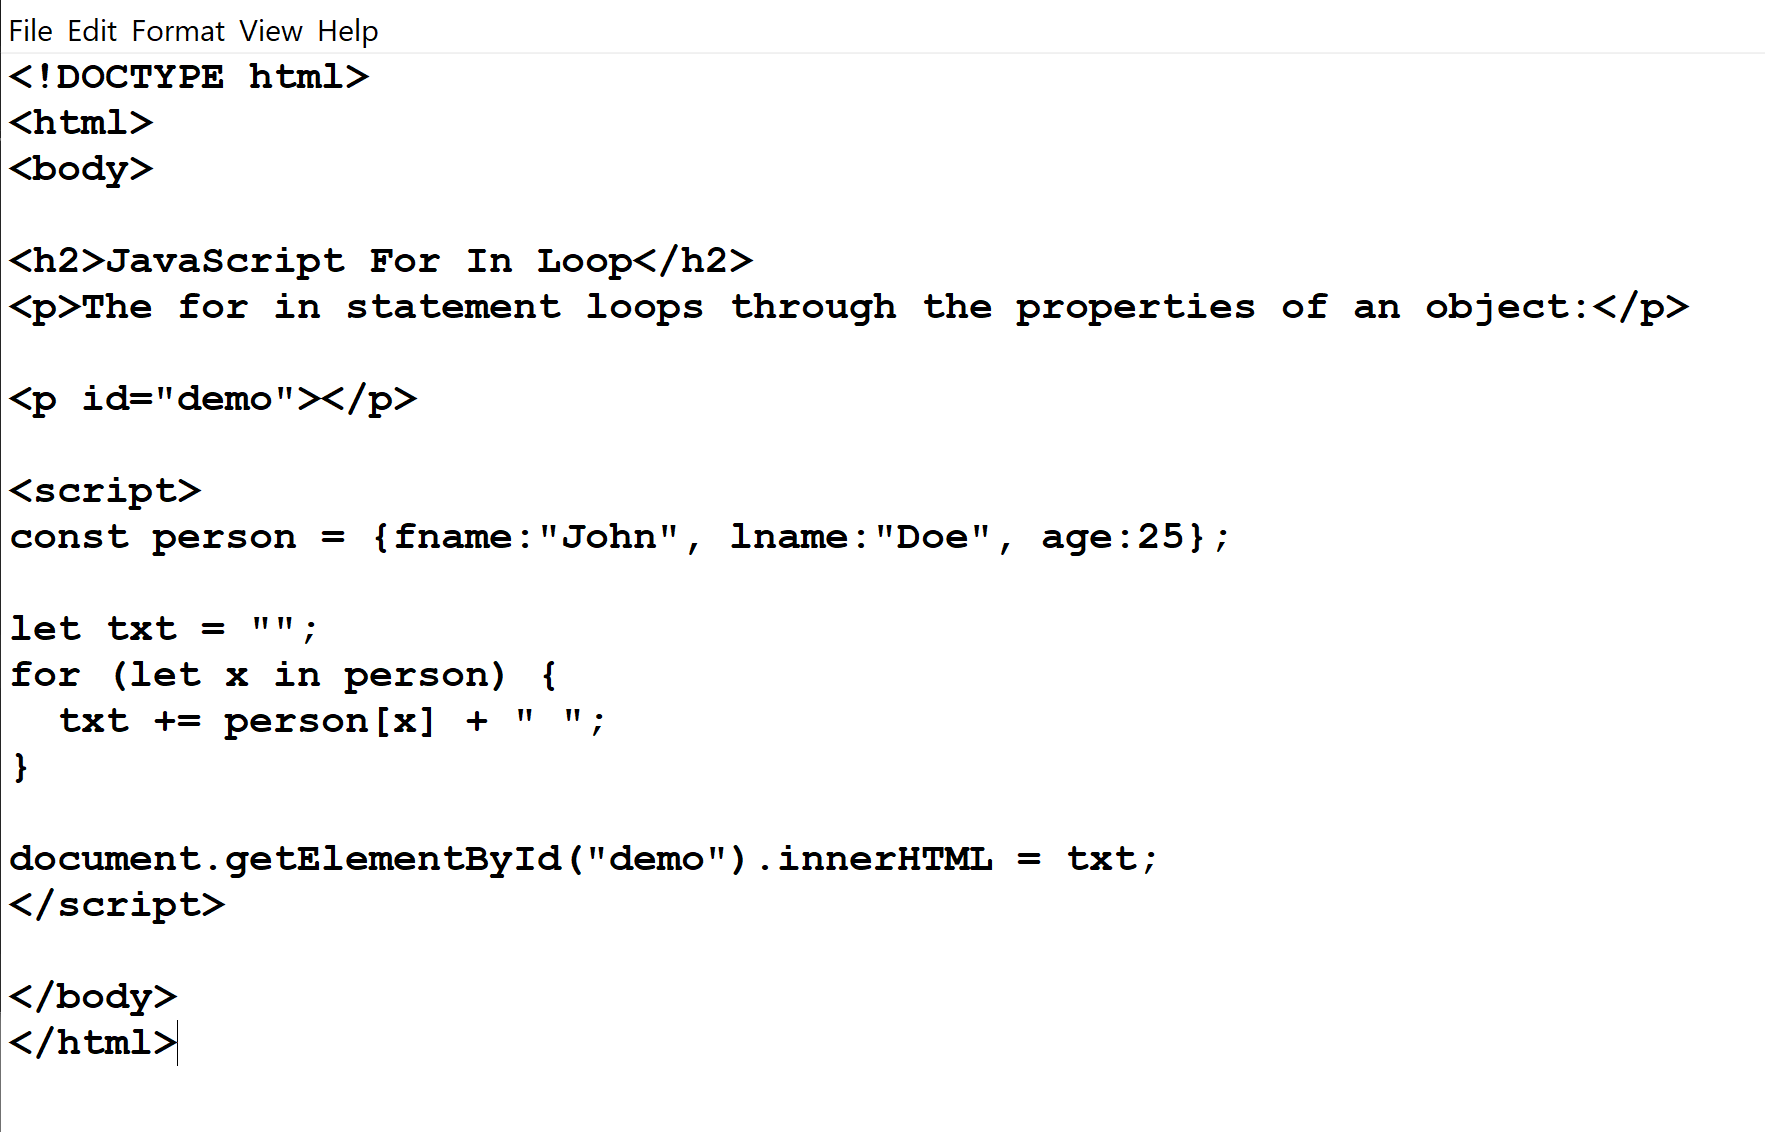 File Edit Format View Help
<!DOCTYPE html>
<html>
<body>
<h2>JavaScript For In Loop</h2>
<p>The for in statement loops through the properties of an object:</p>
<p id="demo"></p>
<script>
const person = {fname:"John", lname:"Doe", age:25};
let txt = "";
for (let x in person) {
  txt += person[x] + " ";
}
document.getElementById("demo").innerHTML = txt;
</script>
</body>
</html>